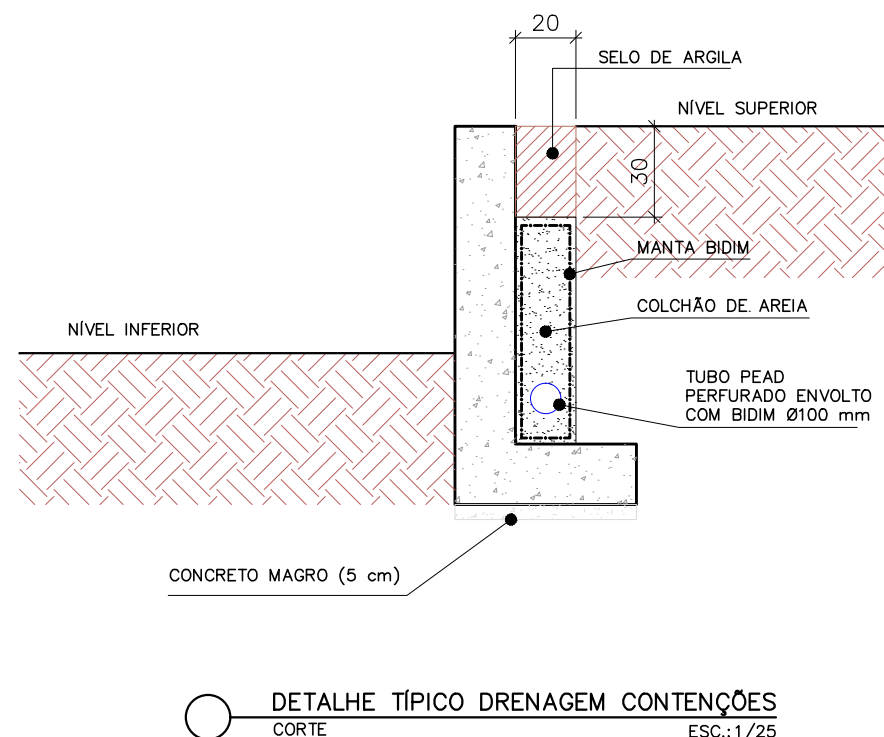 20
SELO DE ARGILA
NÍVEL SUPERIOR
30
MANTA BIDIM
COLCHÃO DE. AREIA
NÍVEL INFERIOR
TUBO PEAD
PERFURADO ENVOLTO
COM BIDIM Ø100 mm
CONCRETO MAGRO (5 cm)
DETALHE TÍPICO DRENAGEM CONTENÇÕES
CORTE
ESC.: 1/25